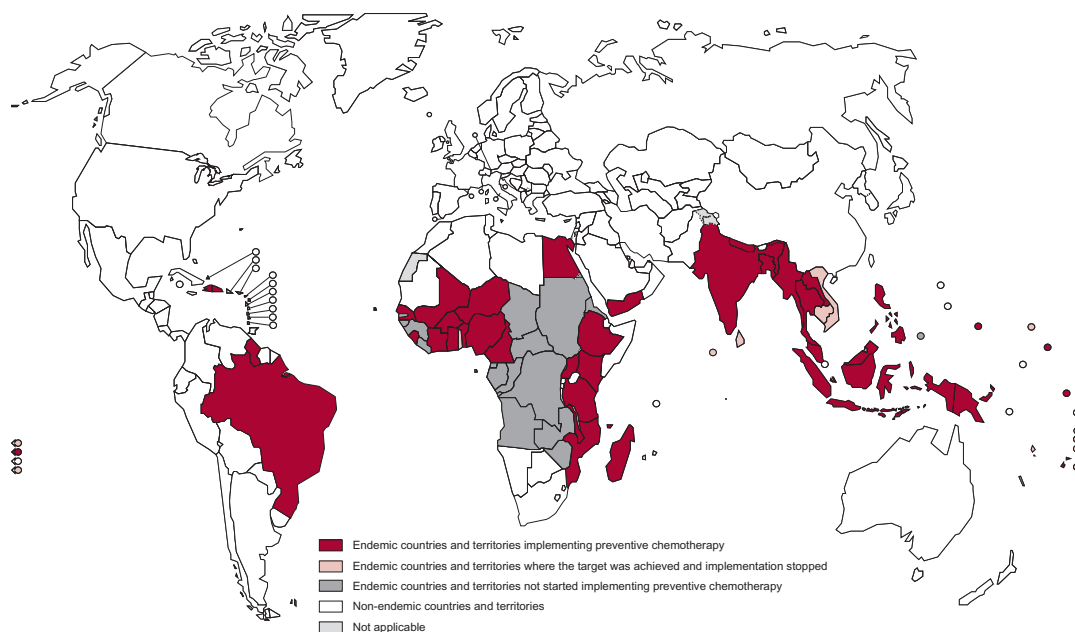 Endemic countries and territories implementing preventive chemotherapy
Endemic countries and territories where the target was achieved and implementation stopped
Endemic countries and territories not started implementing preventive chemotherapy
Non-endemic countries and territories
Not applicable